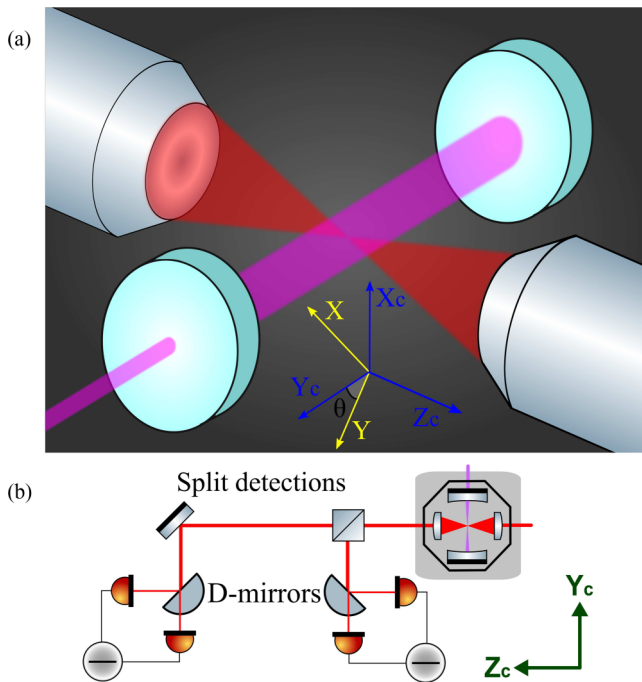 (a)
X
Xc
Yc
θ
Y
Zc
(b)
Split detections
D-mirrors
Yc
Zc